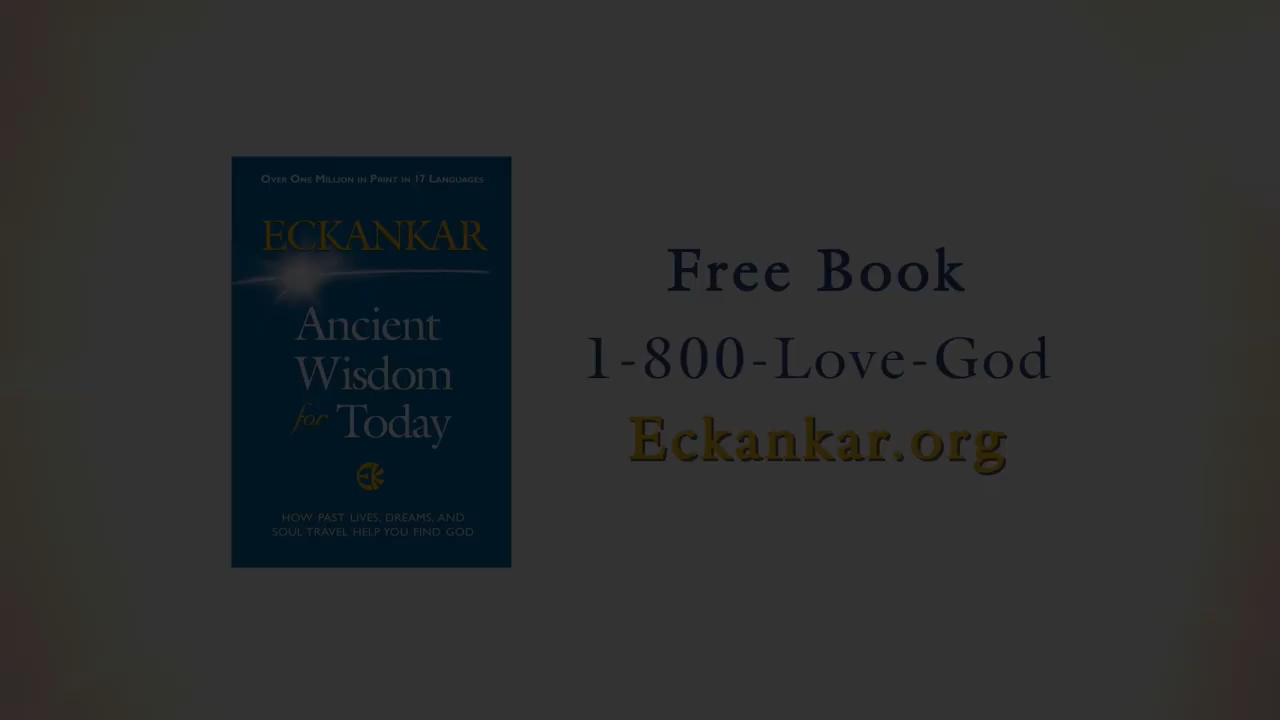 OVER ONE MILLION IN PRINT IN 17 LANGUAGES
ECKANKAR
Ancient
Wisdom
for Today
EK
HOW PAST LIVES, DREAMS, AND
SOUL TRAVEL HELP YOU FIND GOD
Free Book
1-800-Love-God
Eckankar.org